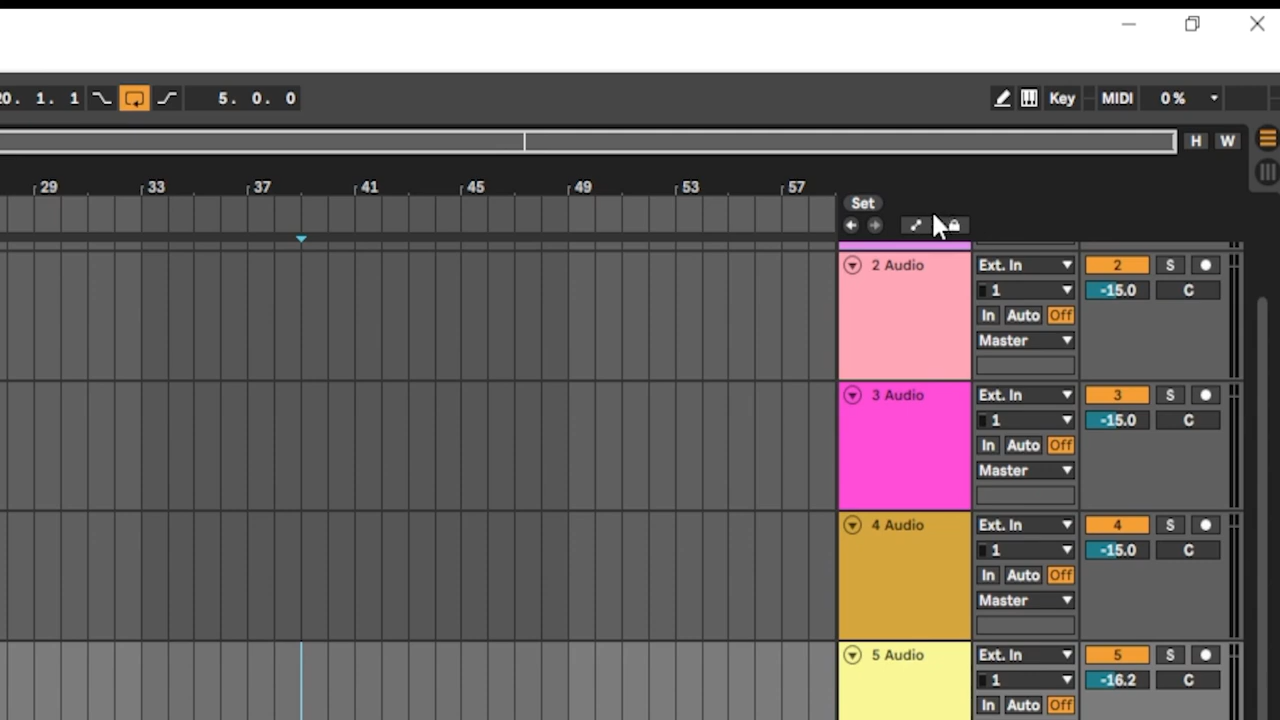 20. 1. 1 5. 0. 0 Key MIDI 0 %
H W
29 33 37 41 45 49 53 57
Set
2 Audio Ext. In 2 S
1 -15.0 C
In Auto Off
Master
3 Audio Ext. In 3 S
1 -15.0 C
In Auto Off
Master
4 Audio Ext. In 4 S
1 -15.0 C
In Auto Off
Master
5 Audio Ext. In 5 S
1 -16.2 C
In Auto Off